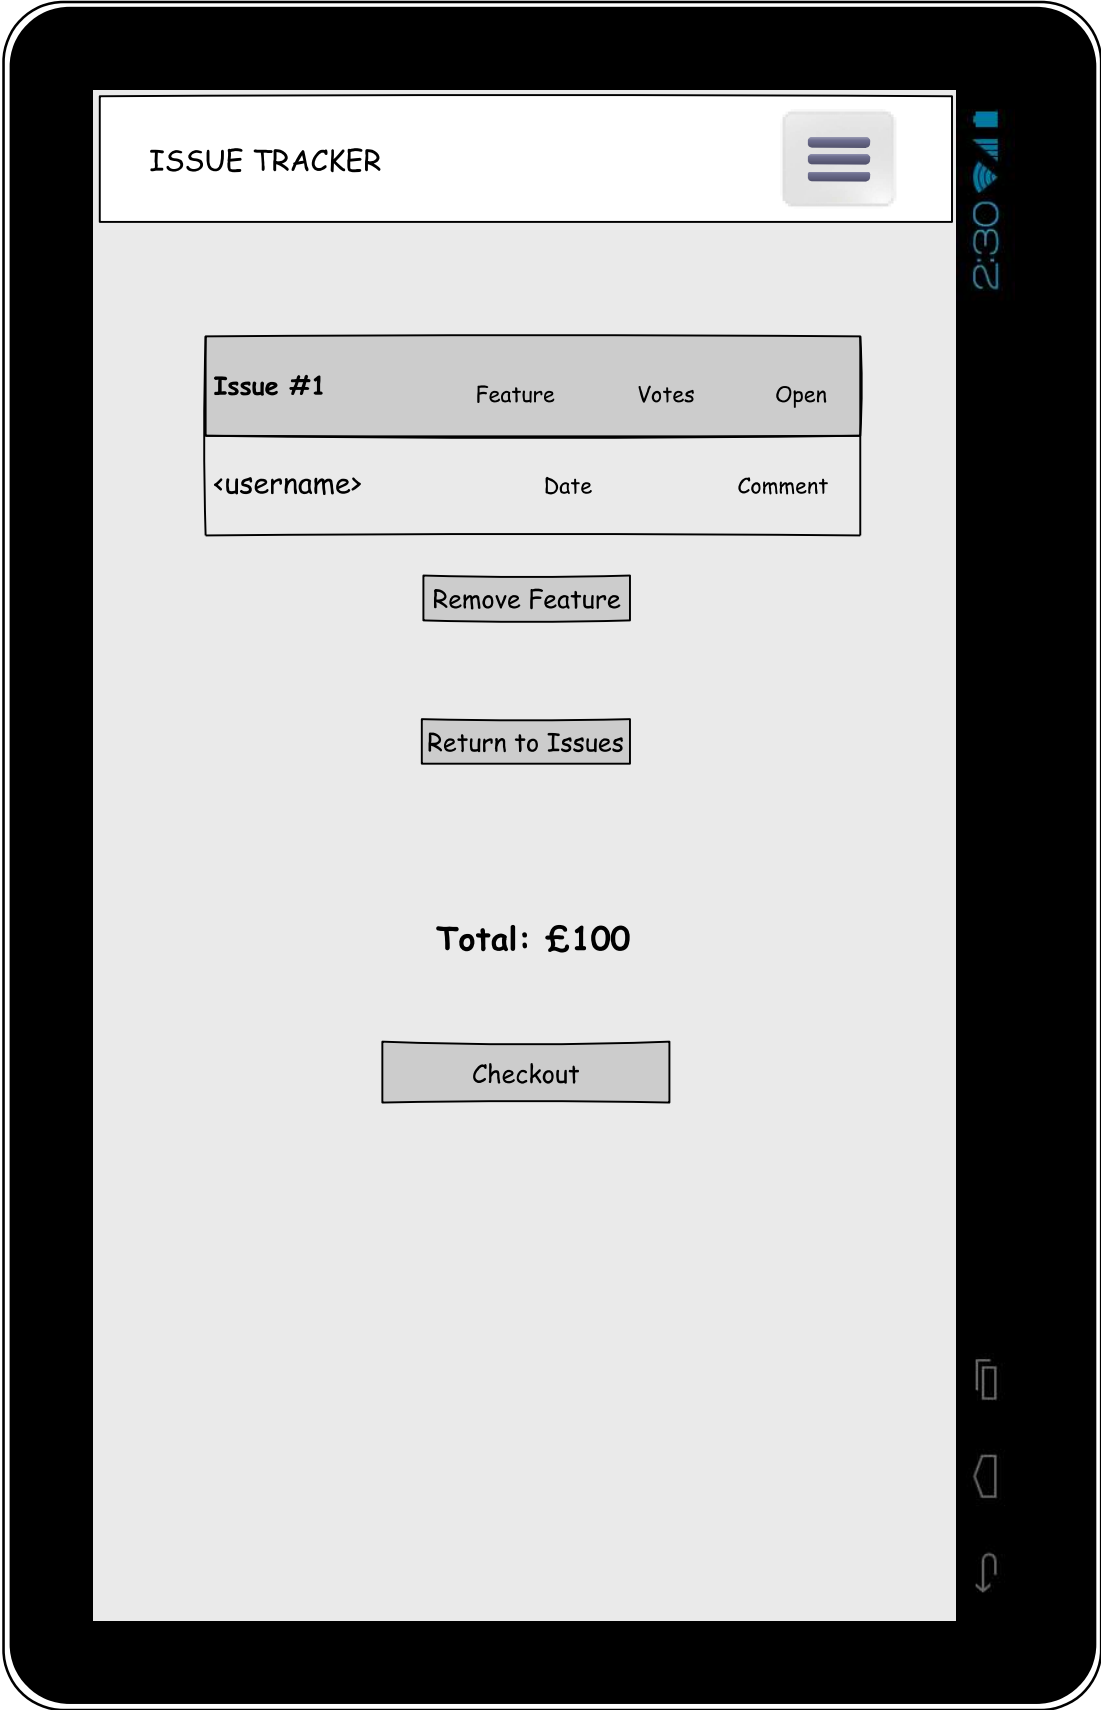 ISSUE TRACKER
2:30
Issue #1 Feature Votes Open
<username> Date Comment
Remove Feature
Return to Issues
Total: £100
Checkout